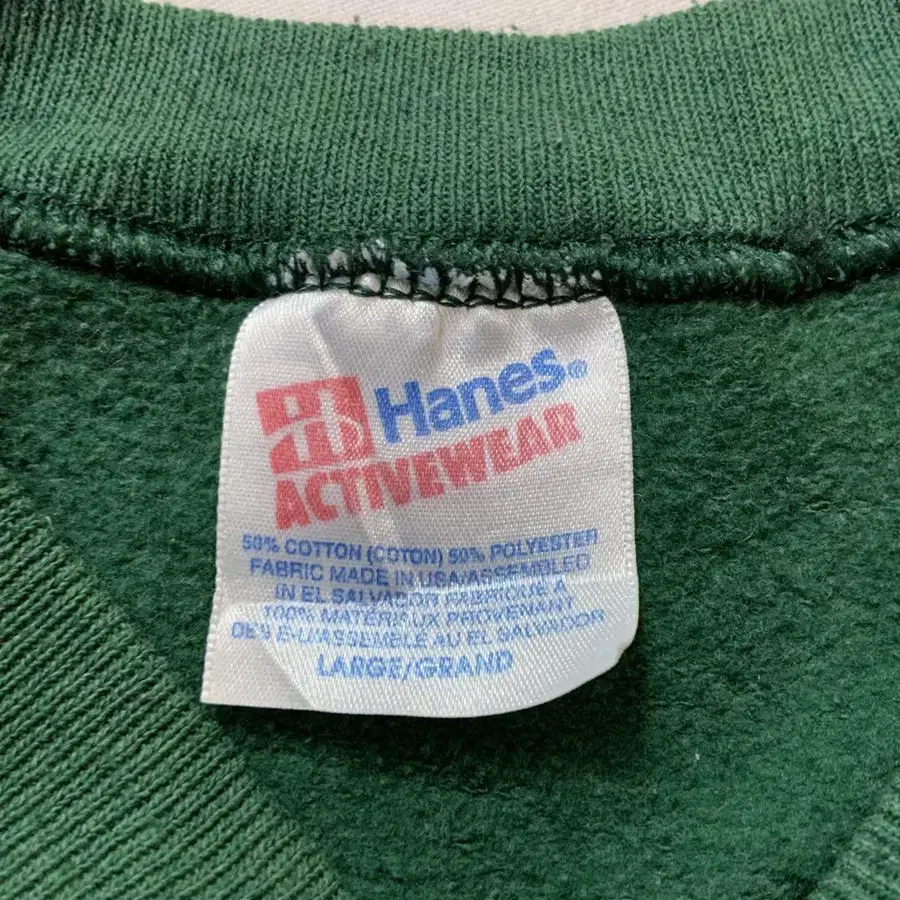 Hanes®
ACTIVEWEAR
50% COTTON (COTON) 50% POLYESTER
FABRIC MADE IN USA/ASSEMBLED
IN EL SALVADOR FABRIQUE À
100% MATERIAUX PROVENANT
DES E-U/ASSEMBLÉ AU EL SALVADOR
LARGE/GRAND